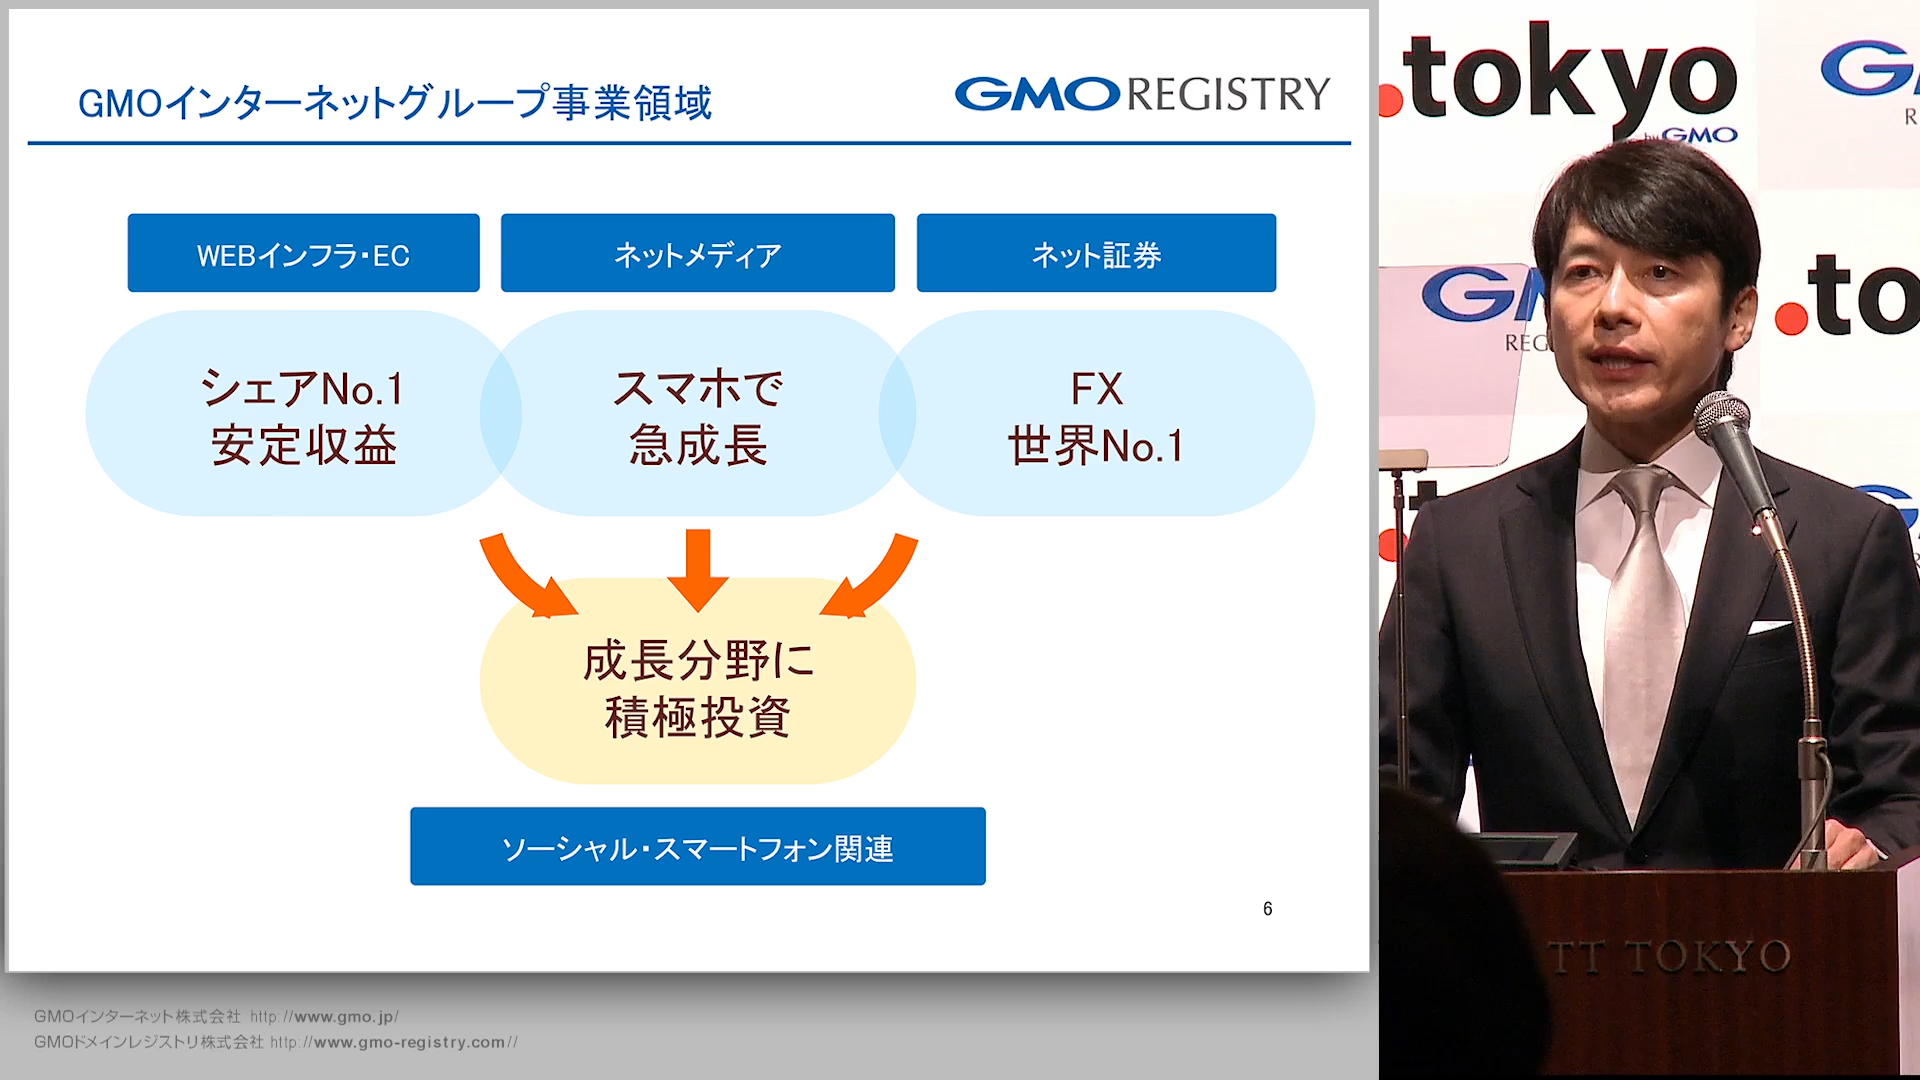 GMOインターネットグループ事業領域
GMO REGISTRY
WEBインフラ・EC
ネットメディア
ネット証券
シェアNo.1
安定収益
スマホで
急成長
FX
世界No.1
成長分野に
積極投資
ソーシャル・スマートフォン関連
6
GMOインターネット株式会社 http://www.gmo.jp/
GMOドメインレジストリ株式会社 http://www.gmo-registry.com//
.tokyo
by GMO
G
R
GM
REG
.to
TT TOKYO